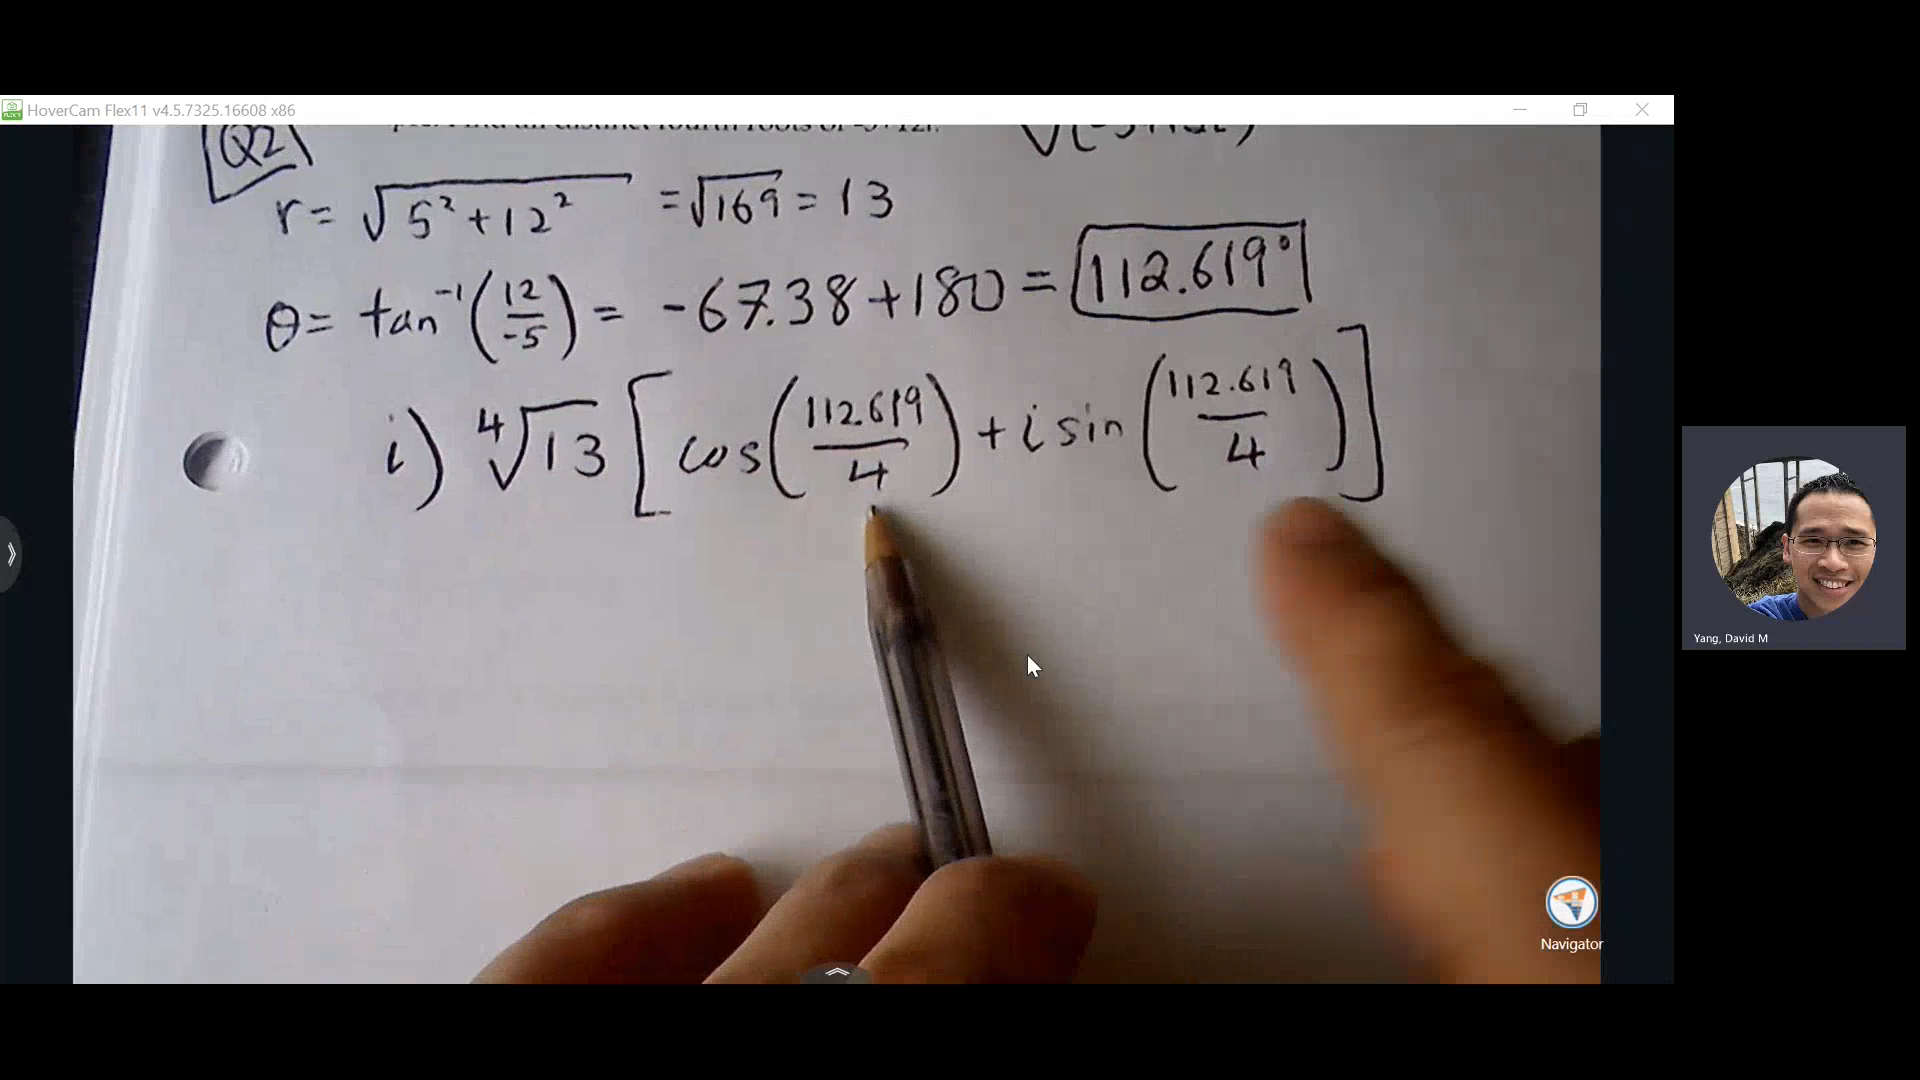 HoverCam Flex11 v4.5.7325.16608 x86
Q2
r = √(5² + 12²) = √169 = 13
θ = tan⁻¹(12/-5) = -67.38 + 180 = 112.619°
i) ⁴√13 [cos(112.619/4) + i sin(112.619/4)]
Yang, David M
Navigator